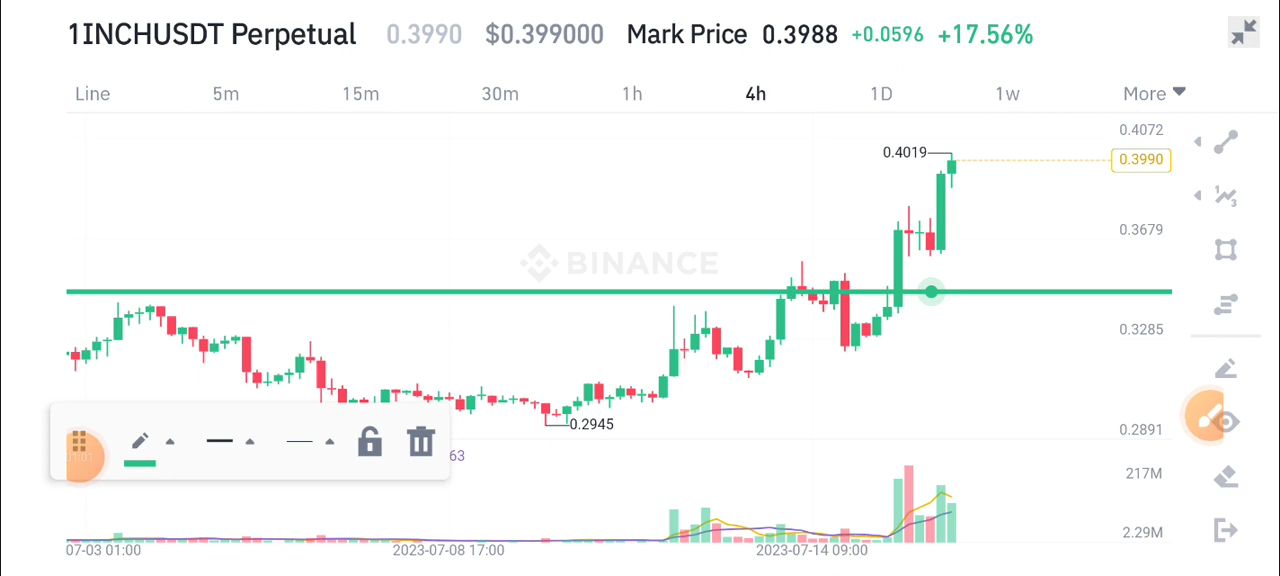 1INCHUSDT Perpetual 0.3990 $0.399000 Mark Price 0.3988 +0.0596 +17.56%
Line 5m 15m 30m 1h 4h 1D 1w More
0.4072
0.4019
0.3990
0.3679
BINANCE
0.3285
0.2945
0.2891
63
217M
2.29M
07-03 01:00 2023-07-08 17:00 2023-07-14 09:00